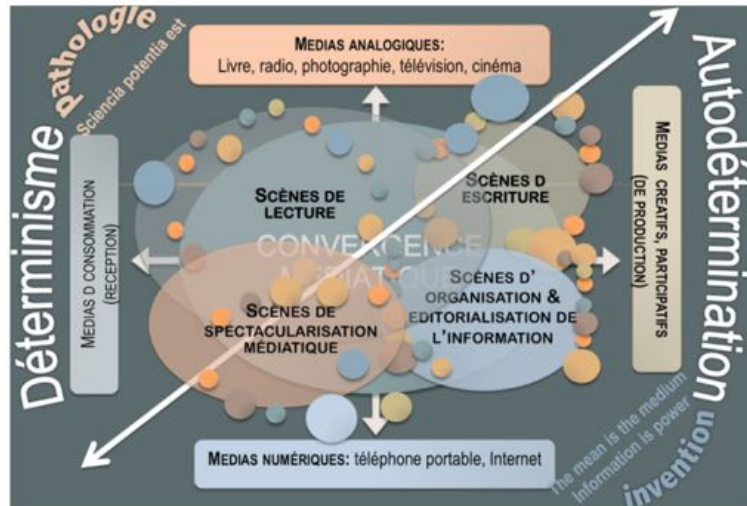 pathologie
Sciencia potentia est
Déterminisme
MEDIAS ANALOGIQUES:
Livre, radio, photographie, télévision, cinéma
Autodétermination
MEDIAS D CONSOMMATION
(RECEPTION)
SCÈNES DE
LECTURE
SCÈNES D
ESCRITURE
CONVERGENCE
MÉDIATIQUE
SCÈNES DE
SPECTACULARISATION
MÉDIATIQUE
SCÈNES D'
ORGANISATION &
EDITORIALISATION DE
L'INFORMATION
MEDIAS CREATIFS, PARTICIPATIFS
(DE PRODUCTION)
MEDIAS NUMÉRIQUES: téléphone portable, Internet
The mean is the medium
Information is power
invention